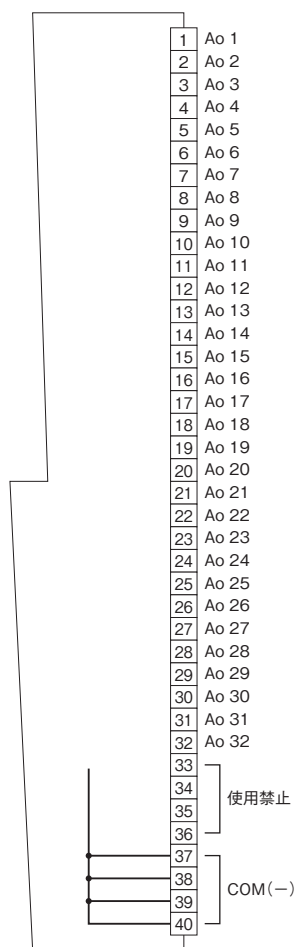 1 Ao 1
2 Ao 2
3 Ao 3
4 Ao 4
5 Ao 5
6 Ao 6
7 Ao 7
8 Ao 8
9 Ao 9
10 Ao 10
11 Ao 11
12 Ao 12
13 Ao 13
14 Ao 14
15 Ao 15
16 Ao 16
17 Ao 17
18 Ao 18
19 Ao 19
20 Ao 20
21 Ao 21
22 Ao 22
23 Ao 23
24 Ao 24
25 Ao 25
26 Ao 26
27 Ao 27
28 Ao 28
29 Ao 29
30 Ao 30
31 Ao 31
32 Ao 32
33
34
使用禁止
35
36
37
38
COM(−)
39
40